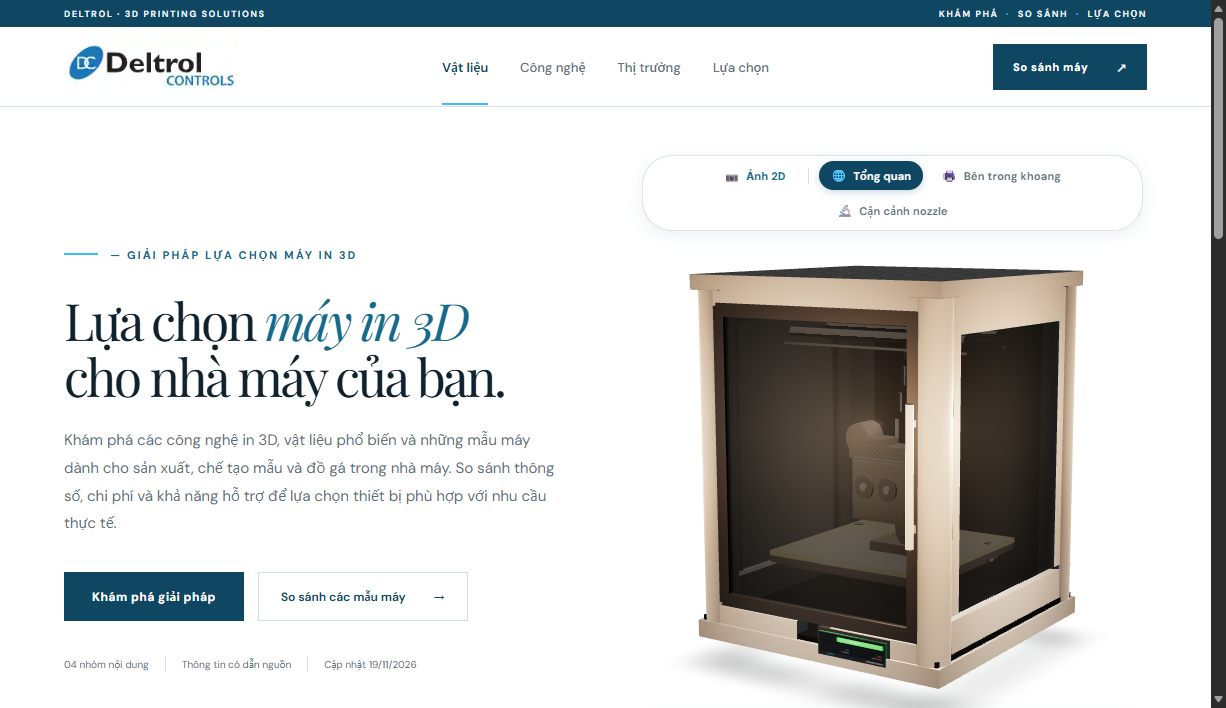 DELTROL · 3D PRINTING SOLUTIONS
KHÁM PHÁ · SO SÁNH · LỰA CHỌN
DC Deltrol
CONTROLS
Vật liệu
Công nghệ
Thị trường
Lựa chọn
So sánh máy ↗
Ảnh 2D
Tổng quan
Bên trong khoang
Cận cảnh nozzle
— GIẢI PHÁP LỰA CHỌN MÁY IN 3D
Lựa chọn máy in 3D
cho nhà máy của bạn.
Khám phá các công nghệ in 3D, vật liệu phổ biến và những mẫu máy
dành cho sản xuất, chế tạo mẫu và đồ gá trong nhà máy. So sánh thông
số, chi phí và khả năng hỗ trợ để lựa chọn thiết bị phù hợp với nhu cầu
thực tế.
Khám phá giải pháp
So sánh các mẫu máy →
04 nhóm nội dung
Thông tin có dẫn nguồn
Cập nhật 19/11/2026